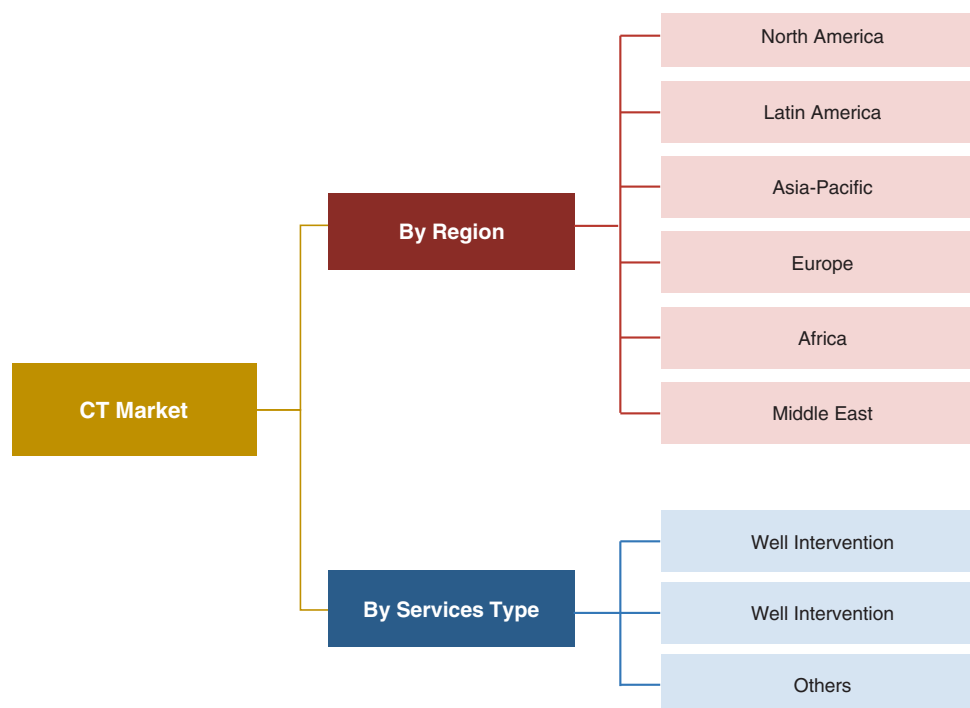 North America
Latin America
Asia-Pacific
By Region
Europe
Africa
CT Market
Middle East
Well Intervention
By Services Type
Well Intervention
Others